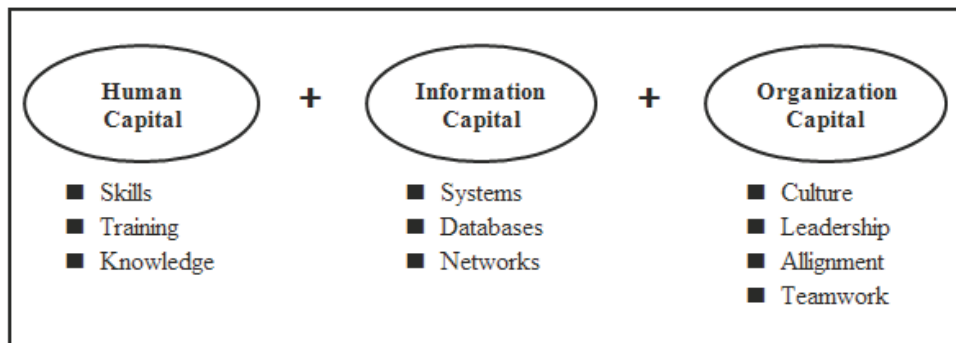 Human
Capital
+
Information
Capital
+
Organization
Capital
■ Skills
■ Training
■ Knowledge
■ Systems
■ Databases
■ Networks
■ Culture
■ Leadership
■ Allignment
■ Teamwork